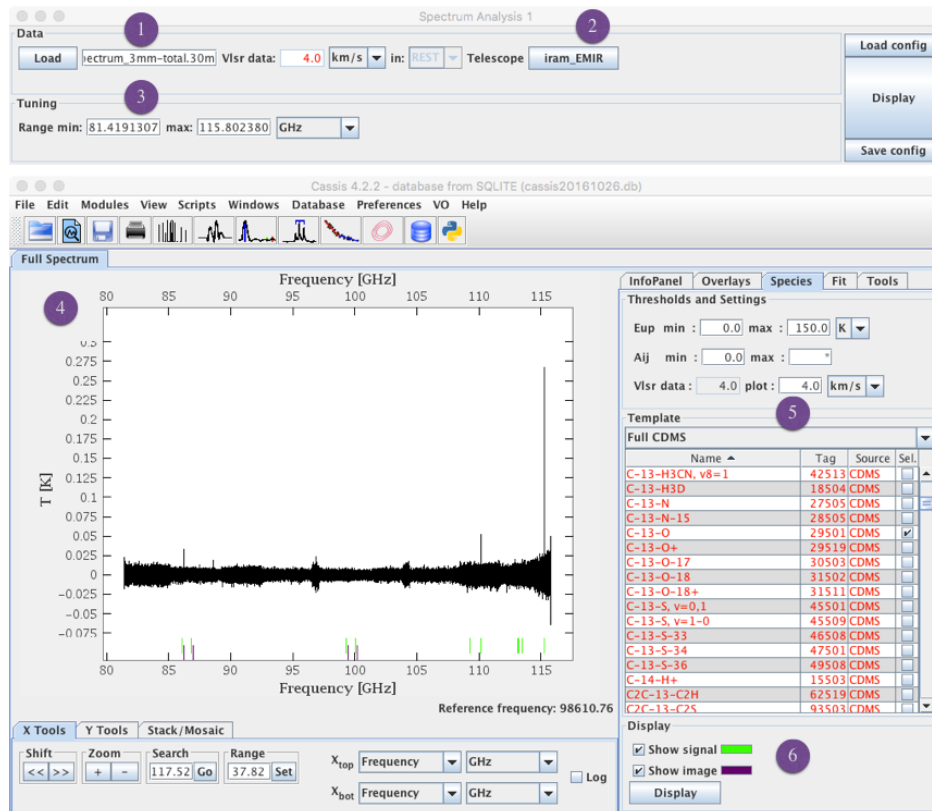 Spectrum Analysis 1
Data
1
2
Load ectrum_3mm-total.30m Vlsr data: 4.0 km/s in: REST Telescope iram_EMIR
Load config
3
Tuning
Range min: 81.4191307 max: 115.802380 GHz
Display
Save config
Cassis 4.2.2 - database from SQLITE (cassis20161026.db)
File Edit Modules View Scripts Windows Database Preferences VO Help
Full Spectrum
4
Frequency [GHz]
80 85 90 95 100 105 110 115
0.3
0.275
0.25
0.225
0.2
0.175
0.15
0.125
0.1
0.075
0.05
0.025
0
−0.025
−0.05
−0.075
T [K]
80 85 90 95 100 105 110 115
Frequency [GHz]
Reference frequency: 98610.76
InfoPanel Overlays Species Fit Tools
Thresholds and Settings
Eup min : 0.0 max : 150.0 K
Aij min : 0.0 max : *
Vlsr data : 4.0 plot : 4.0 km/s
5
Template
Full CDMS
Name Tag Source Sel.
C-13-H3CN, v8=1 42513 CDMS
C-13-H3D 18504 CDMS
C-13-N 27505 CDMS
C-13-N-15 28505 CDMS
C-13-O 29501 CDMS
C-13-O+ 29519 CDMS
C-13-O-17 30503 CDMS
C-13-O-18 31502 CDMS
C-13-O-18+ 31511 CDMS
C-13-S, v=0,1 45501 CDMS
C-13-S, v=1-0 45509 CDMS
C-13-S-33 46508 CDMS
C-13-S-34 47501 CDMS
C-13-S-36 49508 CDMS
C-14-H+ 15503 CDMS
C2C-13-C2H 62519 CDMS
C2C-13-C2S 93503 CDMS
X Tools Y Tools Stack/Mosaic
Shift Zoom Search Range
<< >> + - 117.52 Go 37.82 Set
Xtop Frequency GHz
Xbot Frequency GHz
Log
Display
Show signal
Show image
6
Display